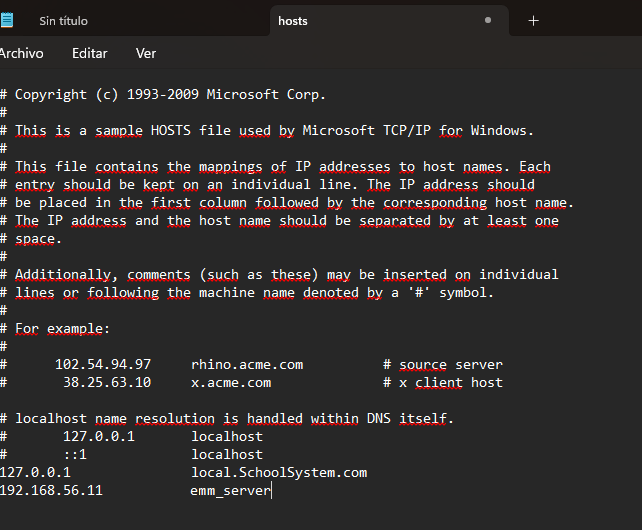 Sin título
hosts
+
Archivo Editar Ver
# Copyright (c) 1993-2009 Microsoft Corp.
#
# This is a sample HOSTS file used by Microsoft TCP/IP for Windows.
#
# This file contains the mappings of IP addresses to host names. Each
# entry should be kept on an individual line. The IP address should
# be placed in the first column followed by the corresponding host name.
# The IP address and the host name should be separated by at least one
# space.
#
# Additionally, comments (such as these) may be inserted on individual
# lines or following the machine name denoted by a '#' symbol.
#
# For example:
#
#      102.54.94.97     rhino.acme.com          # source server
#       38.25.63.10     x.acme.com              # x client host

# localhost name resolution is handled within DNS itself.
#       127.0.0.1       localhost
#       ::1             localhost
127.0.0.1               local.SchoolSystem.com
192.168.56.11           emm_server